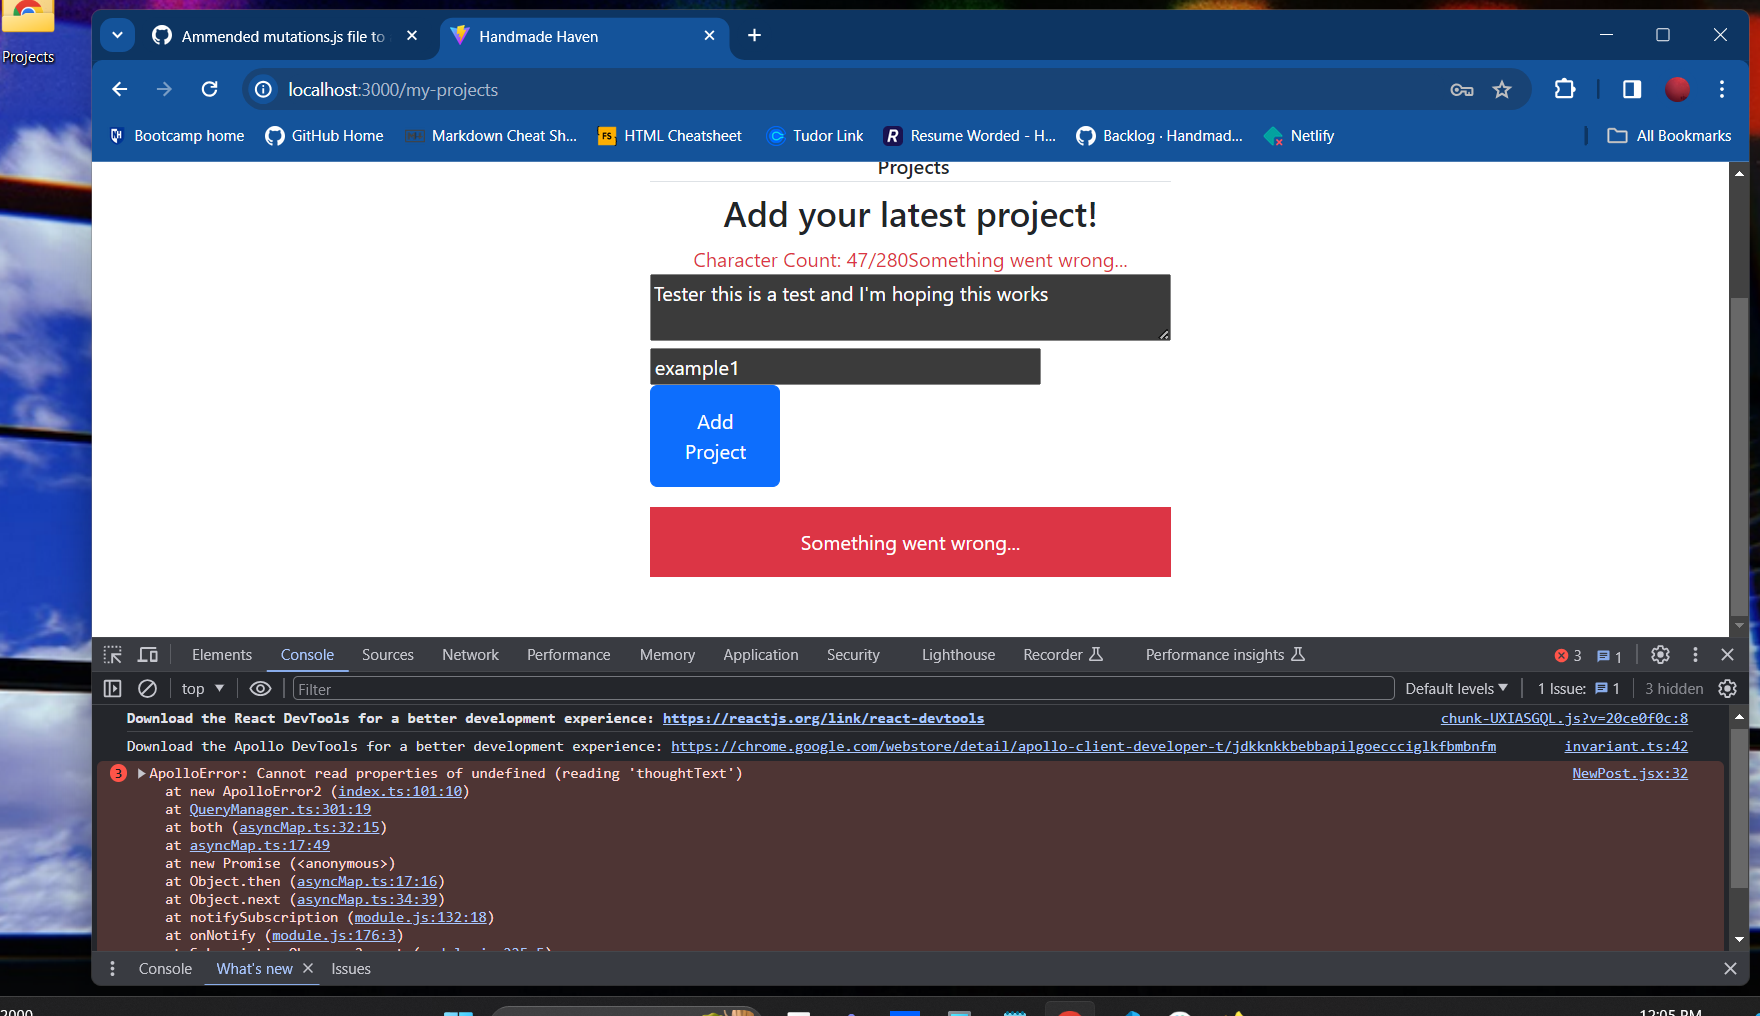 Projects
Ammended mutations.js file to
Handmade Haven
localhost:3000/my-projects
Bootcamp home
GitHub Home
Markdown Cheat Sh...
FS
HTML Cheatsheet
Tudor Link
R
Resume Worded - H...
Backlog · Handmad...
Netlify
All Bookmarks
Projects
Add your latest project!
Character Count: 47/280Something went wrong...
Tester this is a test and I'm hoping this works
example1
Add
Project
Something went wrong...
Elements Console Sources Network Performance Memory Application Security Lighthouse Recorder Performance insights 3 1
top Filter Default levels 1 Issue: 1 3 hidden
Download the React DevTools for a better development experience: https://reactjs.org/link/react-devtools chunk-UXIASGQL.js?v=20ce0f0c:8
Download the Apollo DevTools for a better development experience: https://chrome.google.com/webstore/detail/apollo-client-developer-t/jdkknkkbebbapilgoeccciglkfbmbnfm invariant.ts:42
3 ApolloError: Cannot read properties of undefined (reading 'thoughtText') NewPost.jsx:32
at new ApolloError2 (index.ts:101:10)
at QueryManager.ts:301:19
at both (asyncMap.ts:32:15)
at asyncMap.ts:17:49
at new Promise (<anonymous>)
at Object.then (asyncMap.ts:17:16)
at Object.next (asyncMap.ts:34:39)
at notifySubscription (module.js:132:18)
at onNotify (module.js:176:3)
Console What's new Issues
2000
12:05 PM